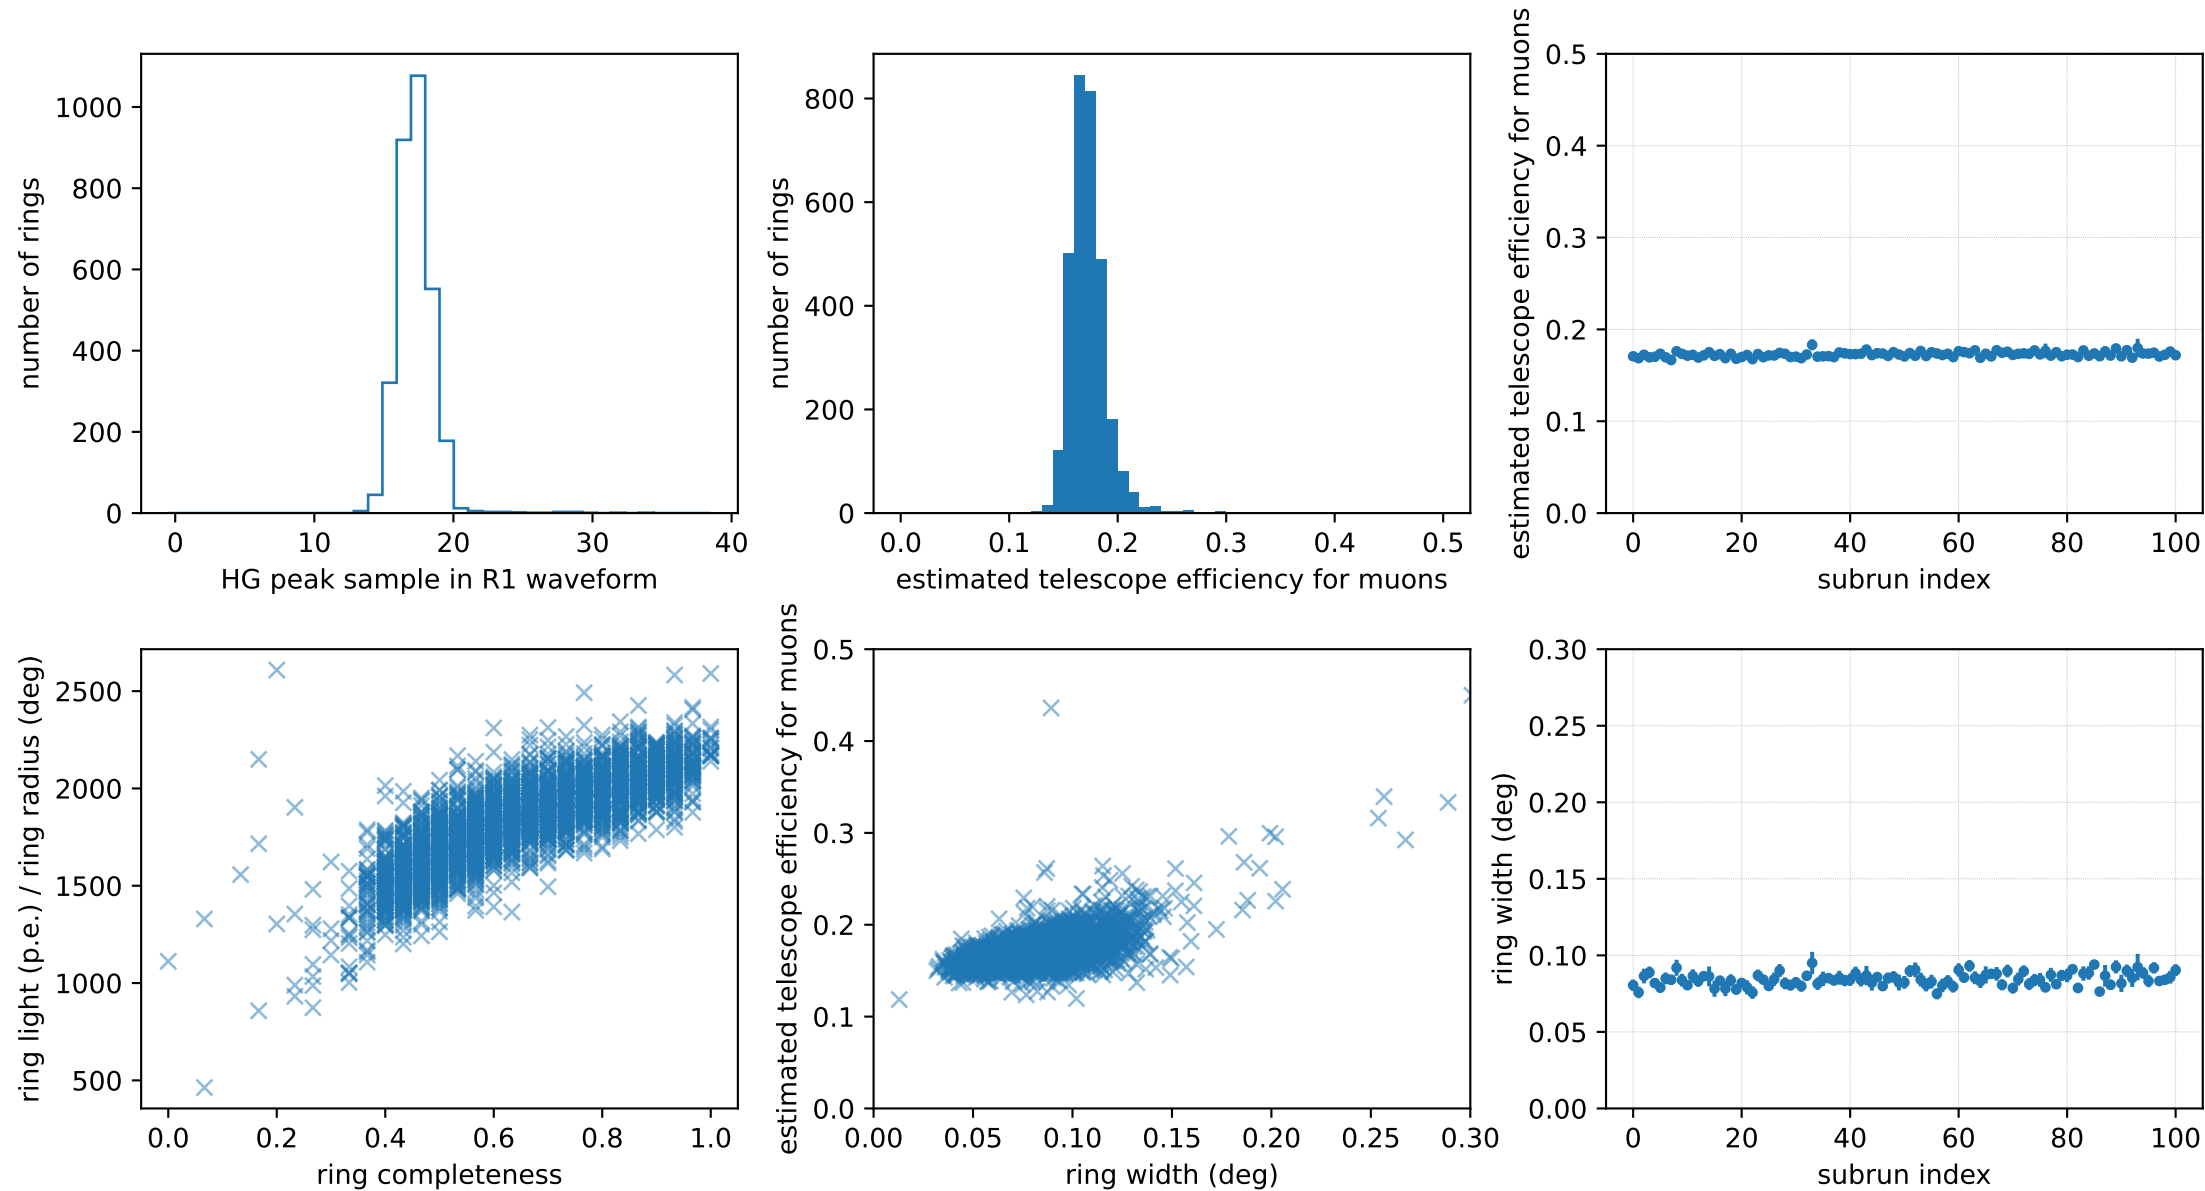 number of rings
1000
800
600
400
200
0
0 10 20 30 40
HG peak sample in R1 waveform
number of rings
800
600
400
200
0
0.0 0.1 0.2 0.3 0.4 0.5
estimated telescope efficiency for muons
estimated telescope efficiency for muons
0.5
0.4
0.3
0.2
0.1
0.0
0 20 40 60 80 100
subrun index
ring light (p.e.) / ring radius (deg)
2500
2000
1500
1000
500
0.0 0.2 0.4 0.6 0.8 1.0
ring completeness
estimated telescope efficiency for muons
0.5
0.4
0.3
0.2
0.1
0.0
0.00 0.05 0.10 0.15 0.20 0.25 0.30
ring width (deg)
ring width (deg)
0.30
0.25
0.20
0.15
0.10
0.05
0.00
0 20 40 60 80 100
subrun index